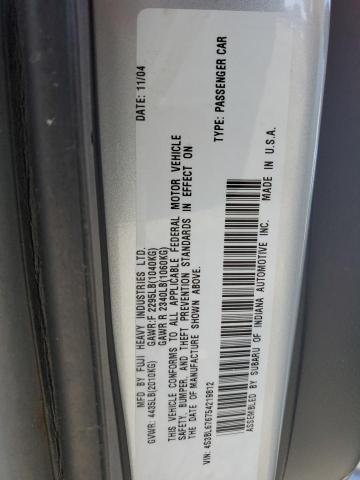 MFD. BY FUJI HEAVY INDUSTRIES LTD. DATE: 11/04
GVWR: 4435LB(2010KG) GAWR:F 2295LB(1040KG)
GAWR R 2340LB(1060KG)
THIS VEHICLE CONFORMS TO ALL APPLICABLE FEDERAL MOTOR VEHICLE
SAFETY, BUMPER, AND THEFT PREVENTION STANDARDS IN EFFECT ON
THE DATE OF MANUFACTURE SHOWN ABOVE.
VIN: 4S3BL676754219812 TYPE: PASSENGER CAR
ASSEMBLED BY SUBARU OF INDIANA AUTOMOTIVE INC. MADE IN U.S.A.